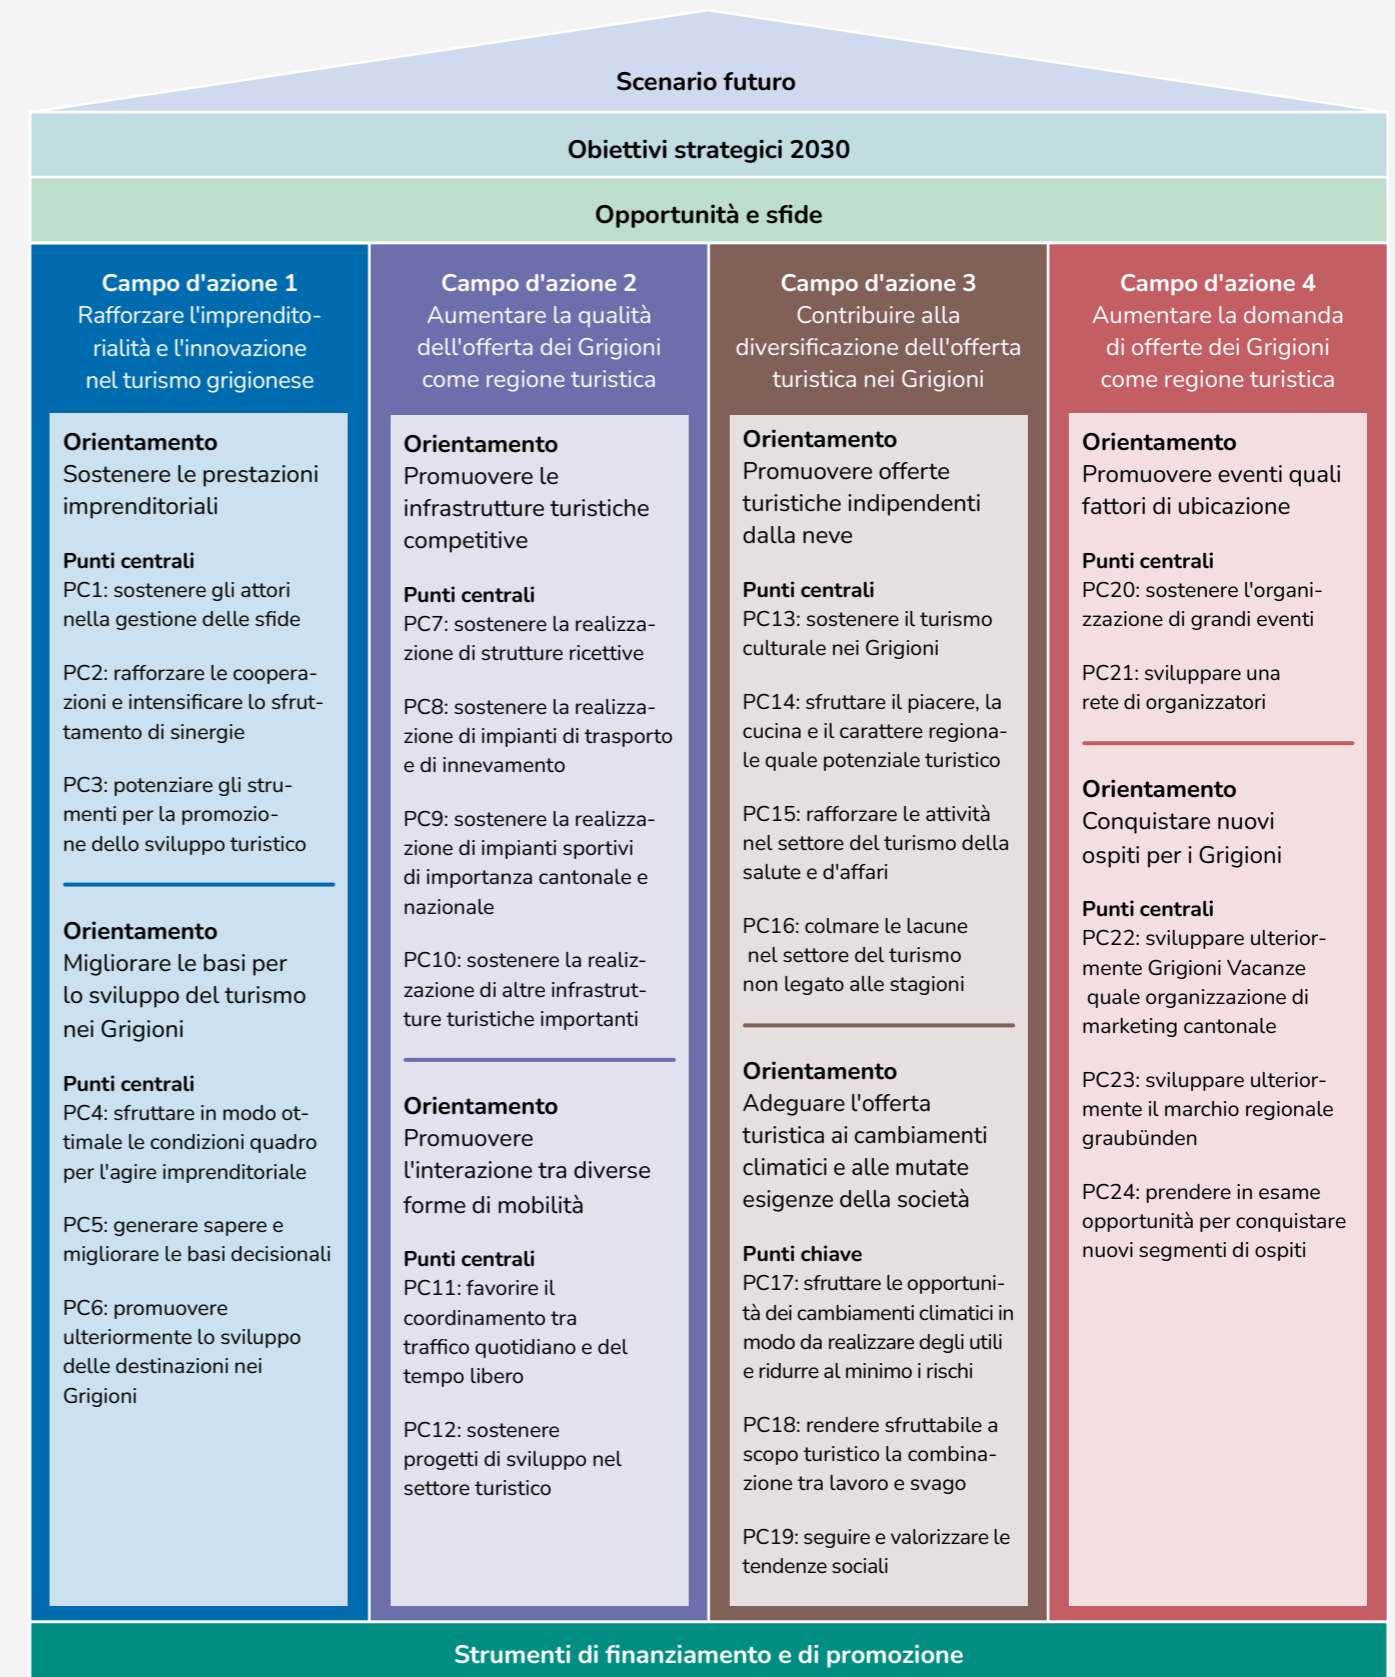 Scenario futuro
Obiettivi strategici 2030
Opportunità e sfide
Campo d'azione 1
Rafforzare l'imprendito-
rialità e l'innovazione
nel turismo grigionese
Orientamento
Sostenere le prestazioni
imprenditoriali
Punti centrali
PC1: sostenere gli attori
nella gestione delle sfide
PC2: rafforzare le coopera-
zioni e intensificare lo sfrut-
tamento di sinergie
PC3: potenziare gli stru-
menti per la promozio-
ne dello sviluppo turistico
Orientamento
Migliorare le basi per
lo sviluppo del turismo
nei Grigioni
Punti centrali
PC4: sfruttare in modo ot-
timale le condizioni quadro
per l'agire imprenditoriale
PC5: generare sapere e
migliorare le basi decisionali
PC6: promuovere
ulteriormente lo sviluppo
delle destinazioni nei
Grigioni
Campo d'azione 2
Aumentare la qualità
dell'offerta dei Grigioni
come regione turistica
Orientamento
Promuovere le
infrastrutture turistiche
competitive
Punti centrali
PC7: sostenere la realizza-
zione di strutture ricettive
PC8: sostenere la realizza-
zione di impianti di trasporto
e di innevamento
PC9: sostenere la realizza-
zione di impianti sportivi
di importanza cantonale e
nazionale
PC10: sostenere la realiz-
zazione di altre infrastrut-
ture turistiche importanti
Orientamento
Promuovere
l'interazione tra diverse
forme di mobilità
Punti centrali
PC11: favorire il
coordinamento tra
traffico quotidiano e del
tempo libero
PC12: sostenere
progetti di sviluppo nel
settore turistico
Campo d'azione 3
Contribuire alla
diversificazione dell'offerta
turistica nei Grigioni
Orientamento
Promuovere offerte
turistiche indipendenti
dalla neve
Punti centrali
PC13: sostenere il turismo
culturale nei Grigioni
PC14: sfruttare il piacere, la
cucina e il carattere regiona-
le quale potenziale turistico
PC15: rafforzare le attività
nel settore del turismo della
salute e d'affari
PC16: colmare le lacune
nel settore del turismo
non legato alle stagioni
Orientamento
Adeguare l'offerta
turistica ai cambiamenti
climatici e alle mutate
esigenze della società
Punti chiave
PC17: sfruttare le opportuni-
tà dei cambiamenti climatici in
modo da realizzare degli utili
e ridurre al minimo i rischi
PC18: rendere sfruttabile a
scopo turistico la combina-
zione tra lavoro e svago
PC19: seguire e valorizzare le
tendenze sociali
Campo d'azione 4
Aumentare la domanda
di offerte dei Grigioni
come regione turistica
Orientamento
Promuovere eventi quali
fattori di ubicazione
Punti centrali
PC20: sostenere l'organi-
zzazione di grandi eventi
PC21: sviluppare una
rete di organizzatori
Orientamento
Conquistare nuovi
ospiti per i Grigioni
Punti centrali
PC22: sviluppare ulterior-
mente Grigioni Vacanze
quale organizzazione di
marketing cantonale
PC23: sviluppare ulterior-
mente il marchio regionale
graubünden
PC24: prendere in esame
opportunità per conquistare
nuovi segmenti di ospiti
Strumenti di finanziamento e di promozione